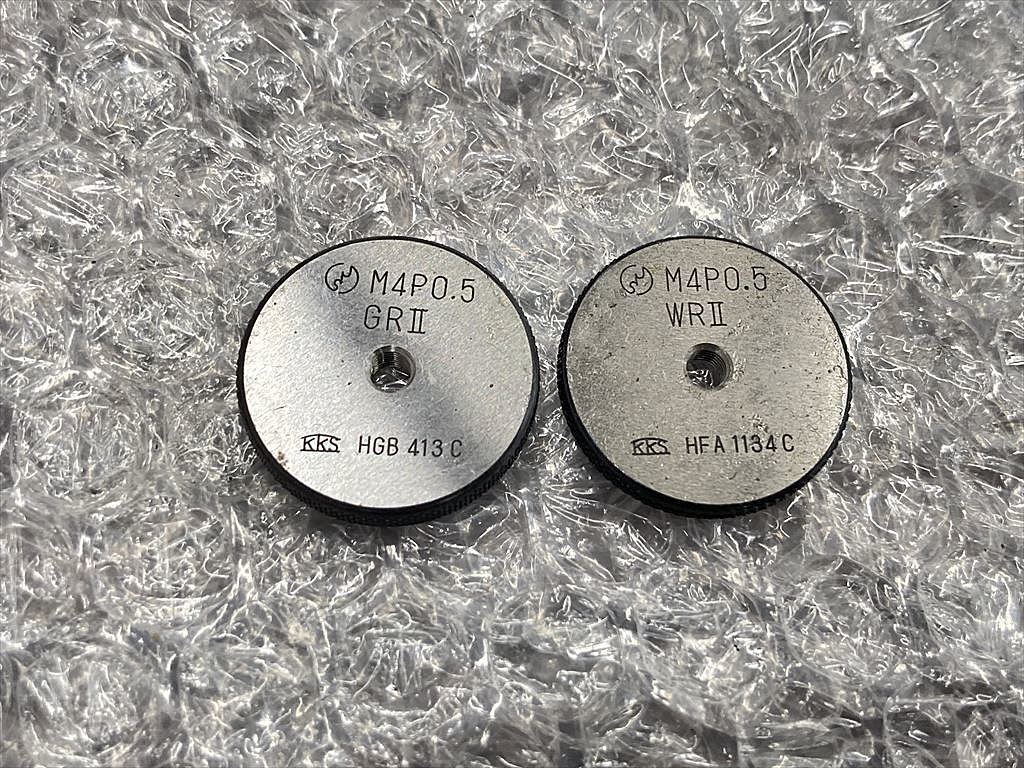 M4P0.5
GRⅡ
KKS HGB 413 C
M4P0.5
WRⅡ
KKS HFA 1134 C